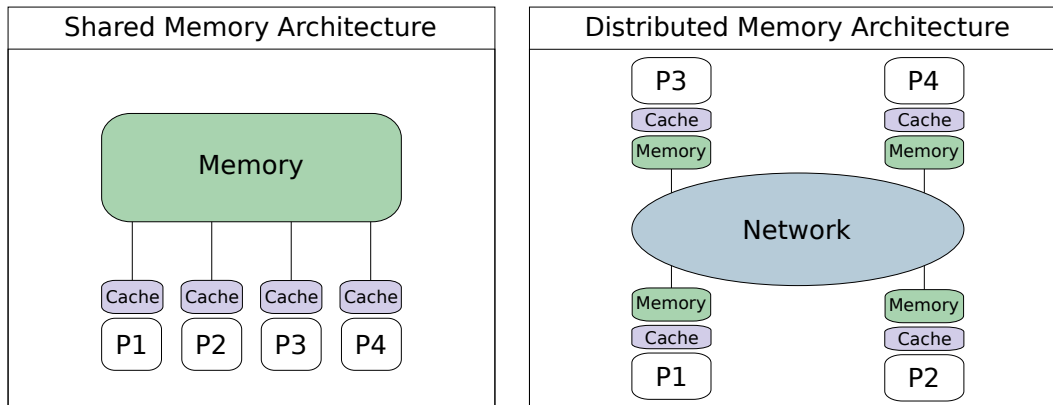 Shared Memory Architecture
Memory
Cache Cache Cache Cache
P1 P2 P3 P4
Distributed Memory Architecture
P3 P4
Cache Cache
Memory Memory
Network
Memory Memory
Cache Cache
P1 P2